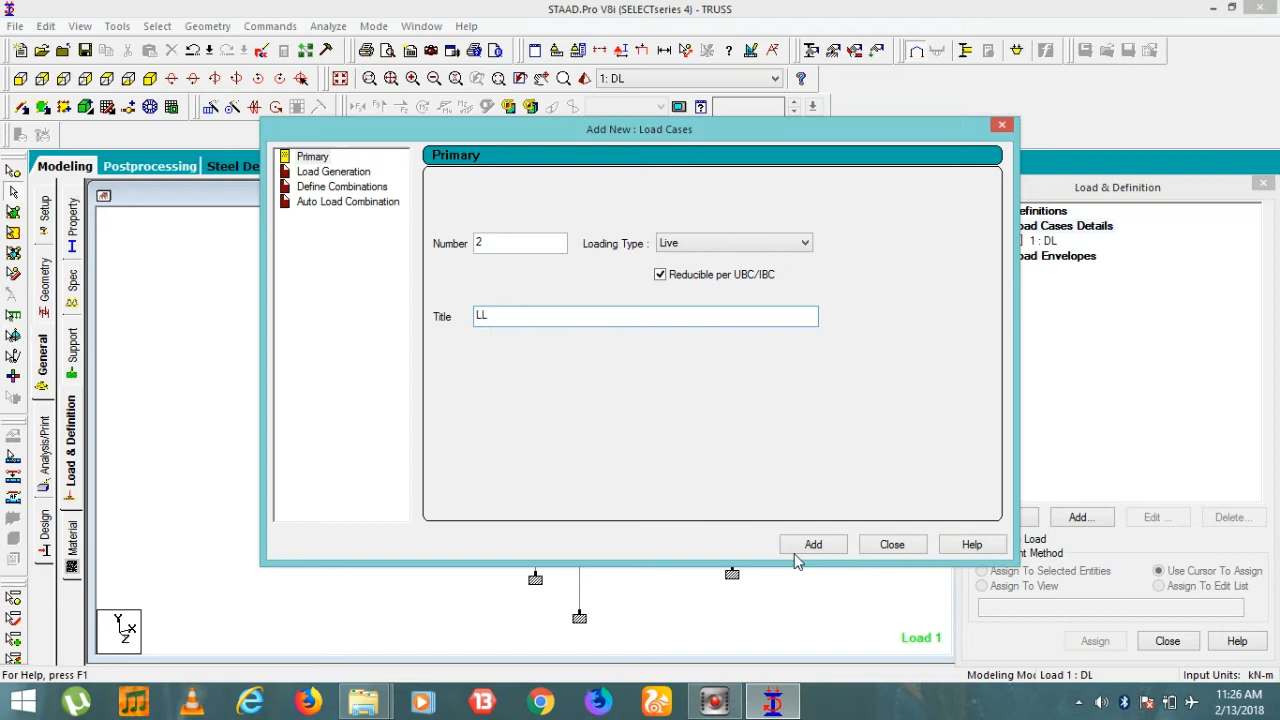 STAAD.Pro V8i (SELECTseries 4) - TRUSS
File Edit View Tools Select Geometry Commands Analyze Mode Window Help
1: DL
Add New : Load Cases
Modeling
Postprocessing
Steel De
Setup
Geometry
General
Analysis/Print
Design
Property
Spec
Support
Load & Definition
Material
Primary
Load Generation
Define Combinations
Auto Load Combination
Primary
Number 2 Loading Type : Live
Reducible per UBC/IBC
Title LL
Add Close Help
Load & Definition
efinitions
oad Cases Details
1 : DL
oad Envelopes
Add... Edit ... Delete...
Load
nt Method
Assign To Selected Entities Use Cursor To Assign
Assign To View Assign To Edit List
Assign Close Help
Y
X
Z
Load 1
For Help, press F1
Modeling Moc Load 1 : DL Input Units: kN-m
13
11:26 AM
2/13/2018